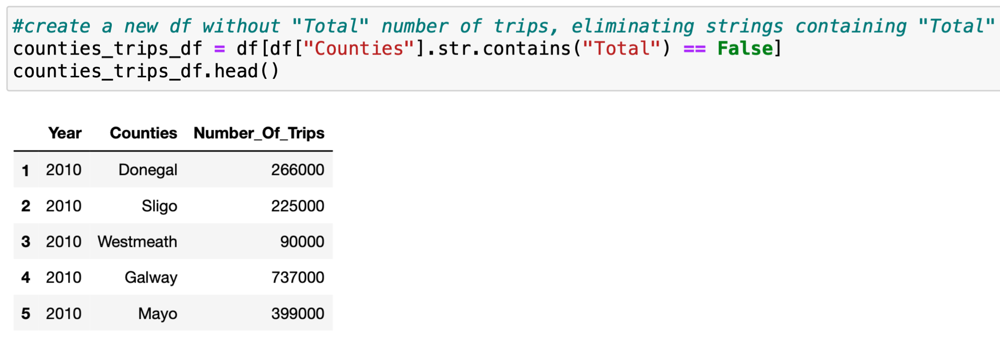 #create a new df without "Total" number of trips, eliminating strings containing "Total"
counties_trips_df = df[df["Counties"].str.contains("Total") == False]
counties_trips_df.head()
Year Counties Number_Of_Trips
1 2010 Donegal 266000
2 2010 Sligo 225000
3 2010 Westmeath 90000
4 2010 Galway 737000
5 2010 Mayo 399000